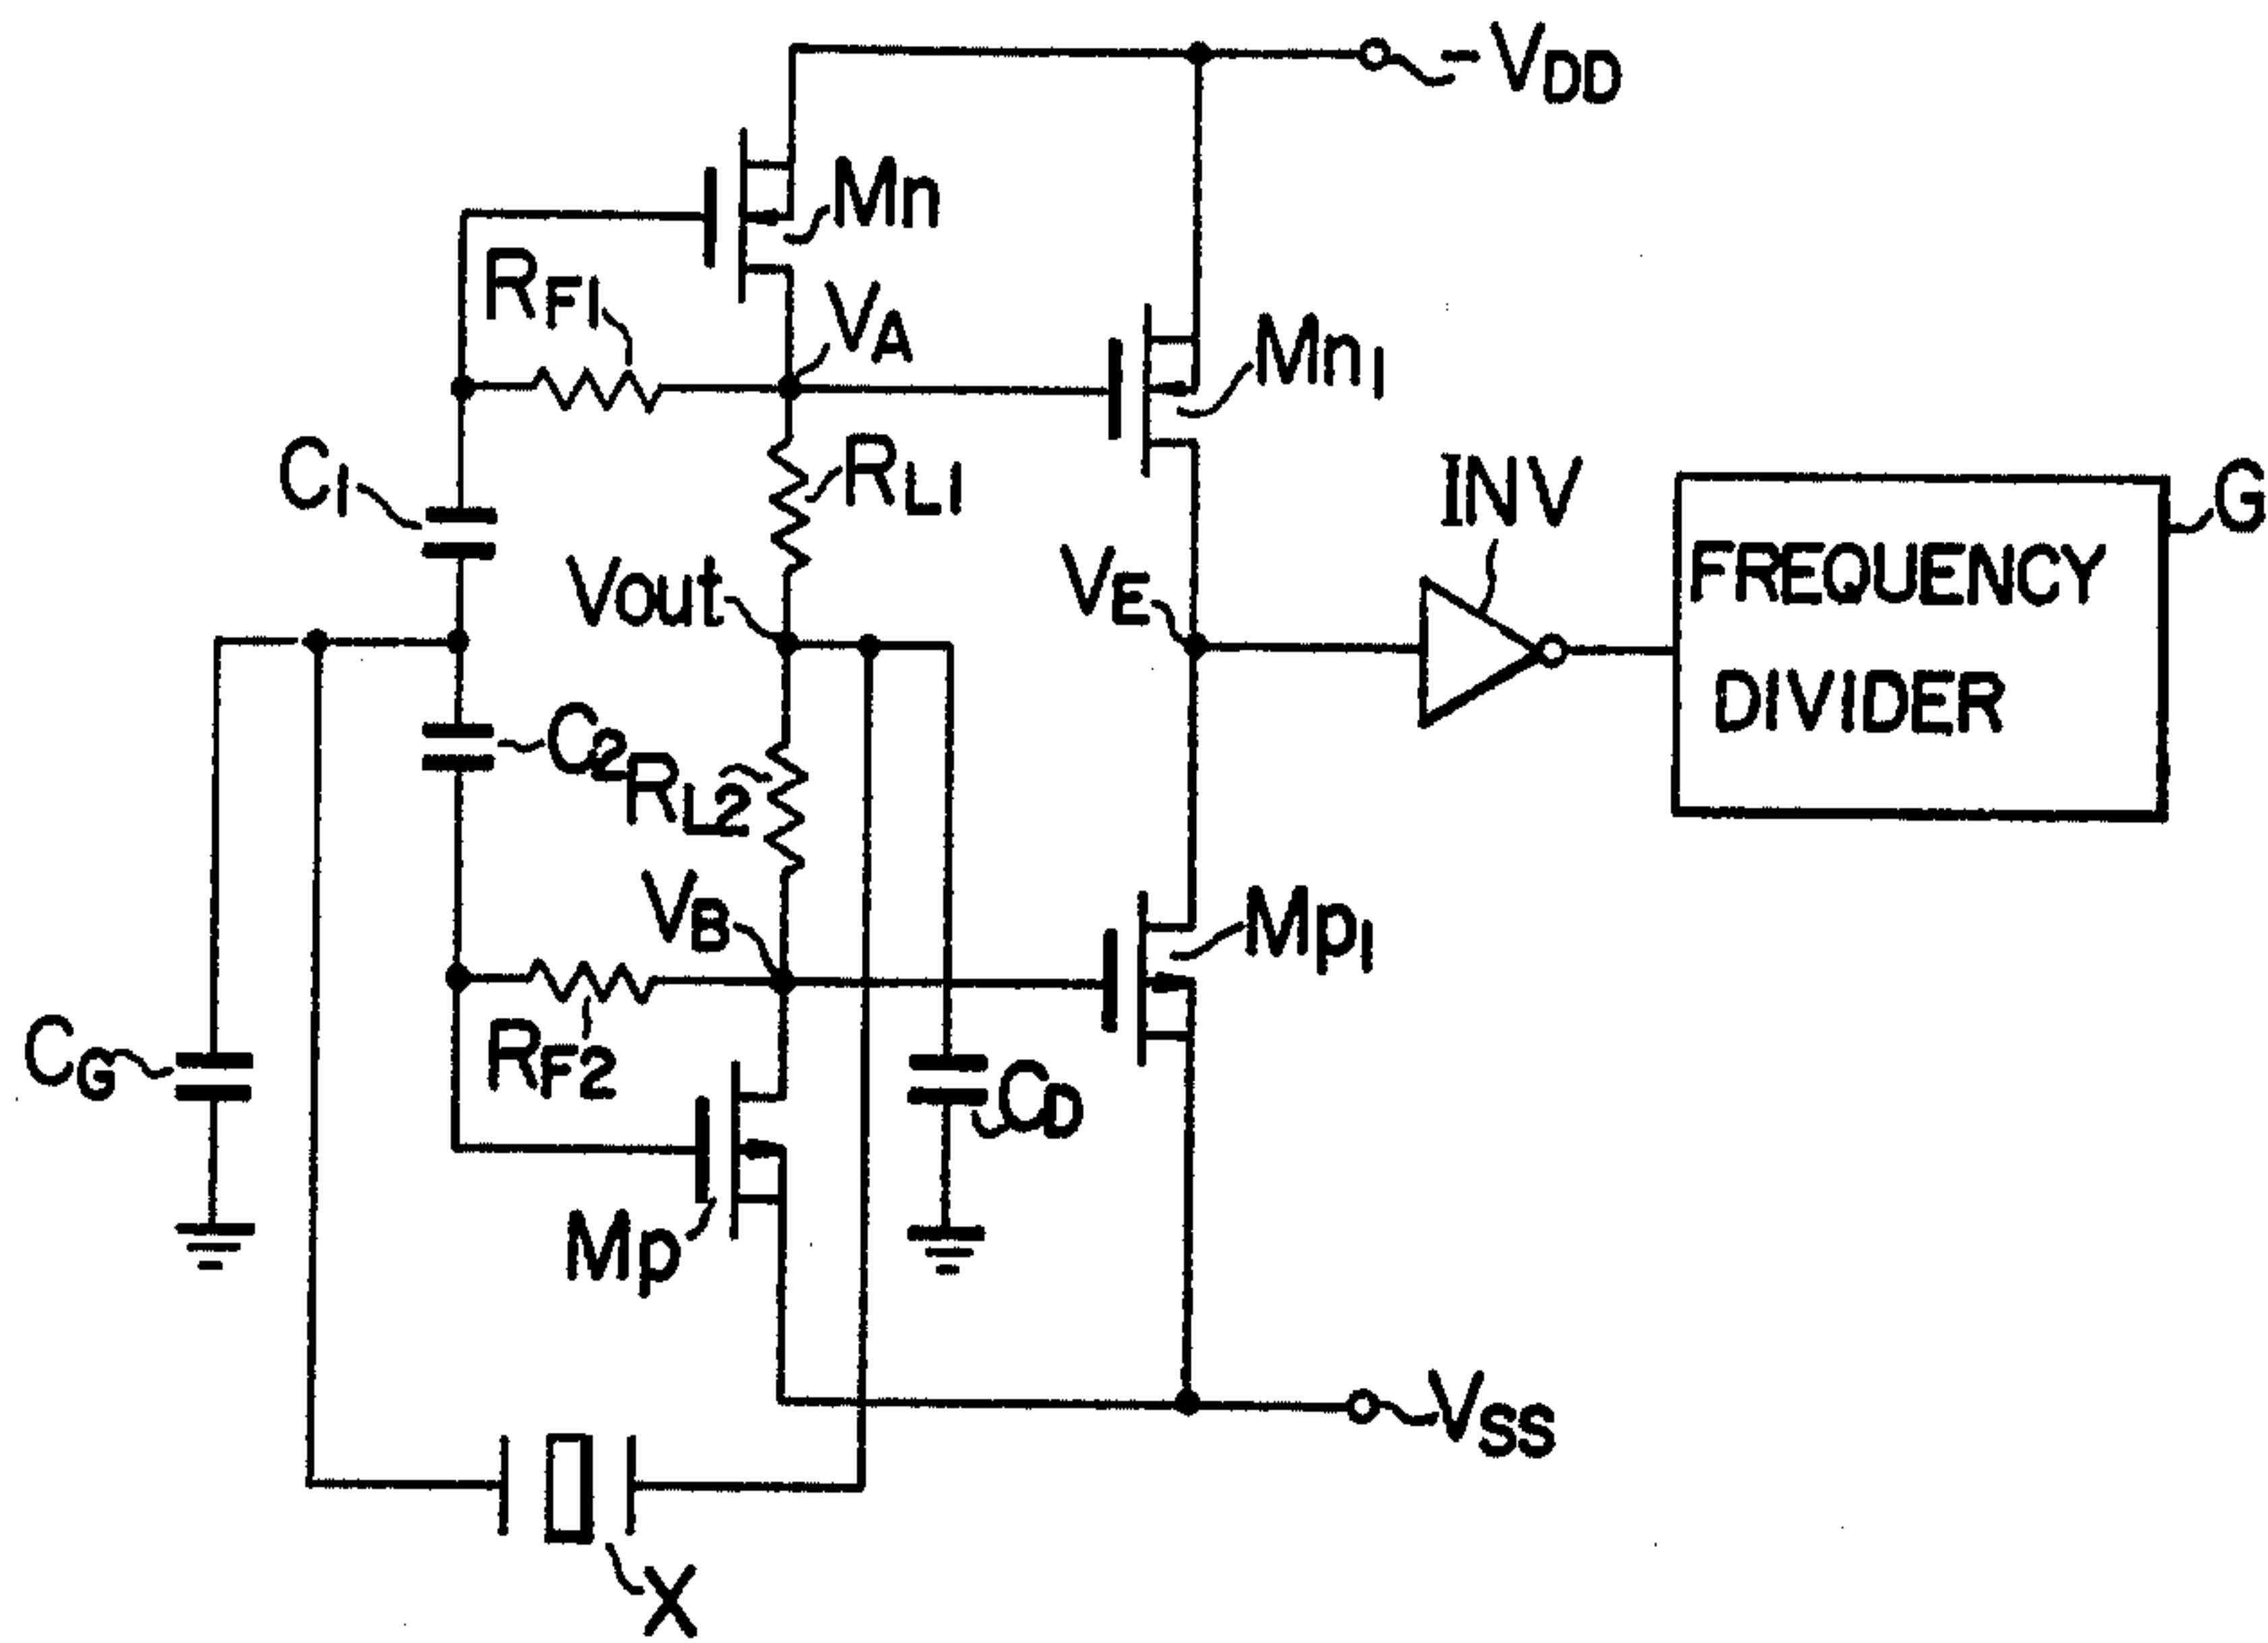 -VDD
Mn
RF1
VA
Mn1
C1
RL1
INV
G
FREQUENCY
DIVIDER
Vout
VE
C2
RL2
VB
Mp1
CG
RF2
CD
Mp
VSS
X